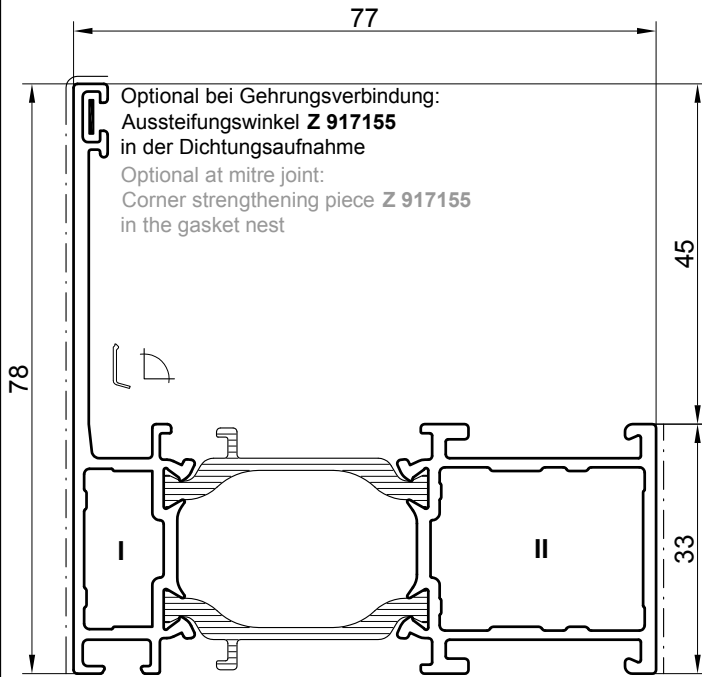 77
Optional bei Gehrungsverbindung:
Aussteifungswinkel Z 917155
in der Dichtungsaufnahme
Optional at mitre joint:
Corner strengthening piece Z 917155
in the gasket nest
45
78
I
II
33